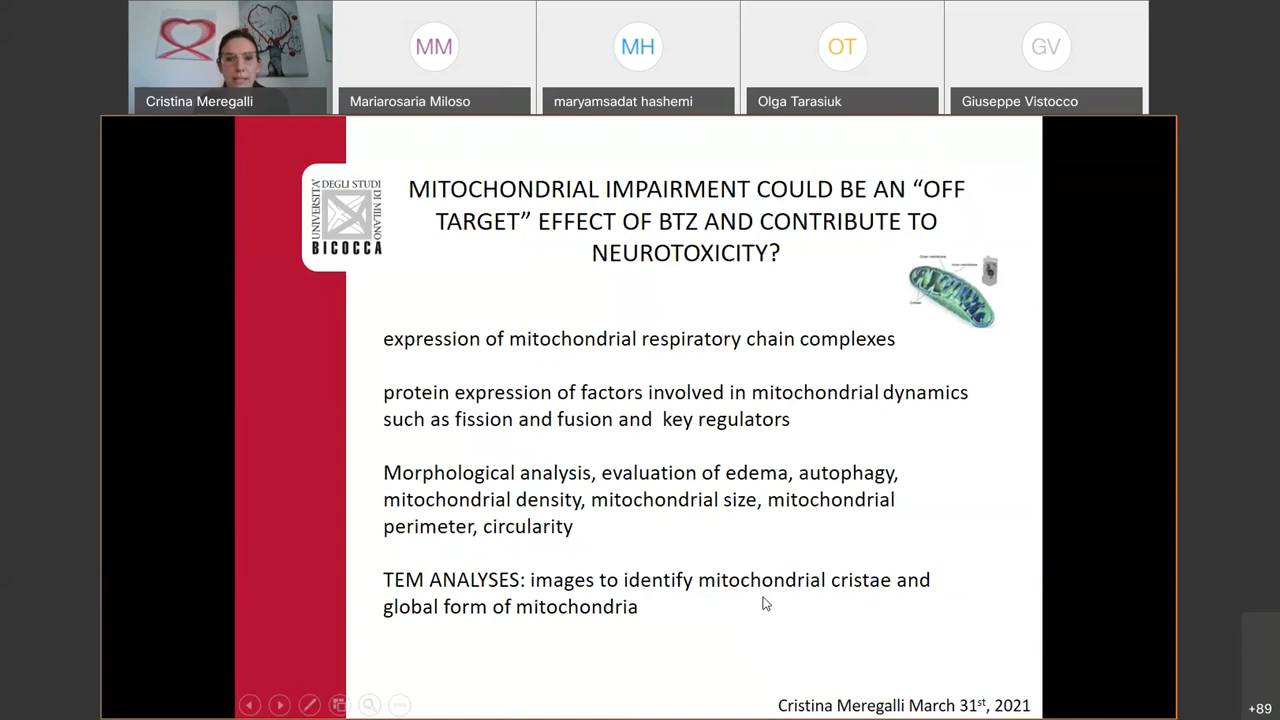 MM
MH
OT
GV
Cristina Meregalli
Mariarosaria Miloso
maryamsadat hashemi
Olga Tarasiuk
Giuseppe Vistocco
UNIVERSITA'
DEGLI STUDI
DI MILANO
BICOCCA
MITOCHONDRIAL IMPAIRMENT COULD BE AN “OFF
TARGET” EFFECT OF BTZ AND CONTRIBUTE TO
NEUROTOXICITY?
expression of mitochondrial respiratory chain complexes
protein expression of factors involved in mitochondrial dynamics
such as fission and fusion and key regulators
Morphological analysis, evaluation of edema, autophagy,
mitochondrial density, mitochondrial size, mitochondrial
perimeter, circularity
TEM ANALYSES: images to identify mitochondrial cristae and
global form of mitochondria
Cristina Meregalli March 31st, 2021
+89